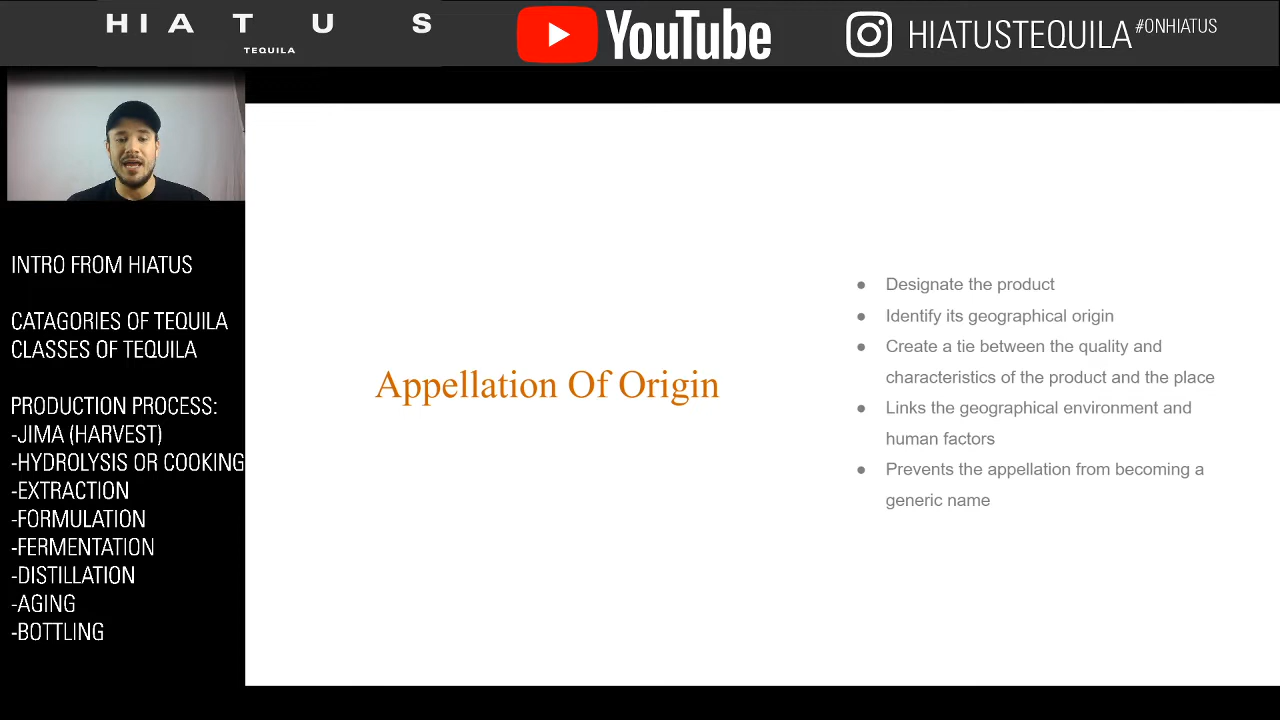 HIATUS
TEQUILA
YouTube
HIATUSTEQUILA #ONHIATUS
INTRO FROM HIATUS
CATAGORIES OF TEQUILA
CLASSES OF TEQUILA
PRODUCTION PROCESS:
-JIMA (HARVEST)
-HYDROLYSIS OR COOKING
-EXTRACTION
-FORMULATION
-FERMENTATION
-DISTILLATION
-AGING
-BOTTLING
Appellation Of Origin
● Designate the product
● Identify its geographical origin
● Create a tie between the quality and
characteristics of the product and the place
● Links the geographical environment and
human factors
● Prevents the appellation from becoming a
generic name